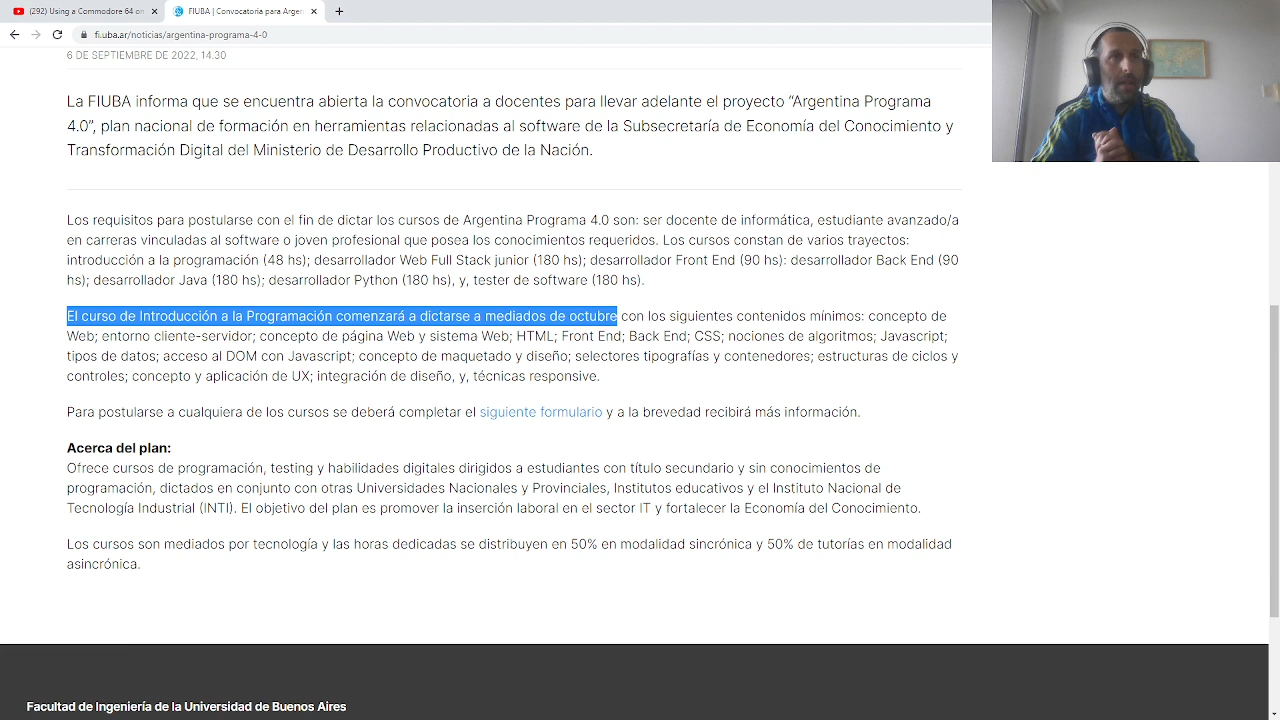 (292) Using a Commodore 64 on
FIUBA | Convocatoria para Argen
fi.uba.ar/noticias/argentina-programa-4-0
6 DE SEPTIEMBRE DE 2022, 14.30
La FIUBA informa que se encuentra abierta la convocatoria a docentes para llevar adelante el proyecto “Argentina Programa
4.0”, plan nacional de formación en herramientas relacionadas al software de la Subsecretaría de Economía del Conocimiento y
Transformación Digital del Ministerio de Desarrollo Productivo de la Nación.
Los requisitos para postularse con el fin de dictar los cursos de Argentina Programa 4.0 son: ser docente de informática, estudiante avanzado/a
en carreras vinculadas al software o joven profesional que posea los conocimientos requeridos. Los cursos constan de varios trayectos:
introducción a la programación (48 hs); desarrollador Web Full Stack junior (180 hs); desarrollador Front End (90 hs): desarrollador Back End (90
hs); desarrollador Java (180 hs); desarrollador Python (180 hs), y, tester de software (180 hs).
El curso de Introducción a la Programación comenzará a dictarse a mediados de octubre con los siguientes contenidos mínimos: concepto de
Web; entorno cliente-servidor; concepto de página Web y sistema Web; HTML; Front End; Back End; CSS; nociones de algoritmos; Javascript;
tipos de datos; acceso al DOM con Javascript; concepto de maquetado y diseño; selectores tipografías y contenedores; estructuras de ciclos y
controles; concepto y aplicación de UX; integración de diseño, y, técnicas responsive.
Para postularse a cualquiera de los cursos se deberá completar el siguiente formulario y a la brevedad recibirá más información.
Acerca del plan:
Ofrece cursos de programación, testing y habilidades digitales dirigidos a estudiantes con título secundario y sin conocimientos de
programación, dictados en conjunto con otras Universidades Nacionales y Provinciales, Institutos educativos y el Instituto Nacional de
Tecnología Industrial (INTI). El objetivo del plan es promover la inserción laboral en el sector IT y fortalecer la Economía del Conocimiento.
Los cursos son mediados por tecnología y las horas dedicadas se distribuyen en 50% en modalidad sincrónica y 50% de tutorías en modalidad
asincrónica.
Facultad de Ingeniería de la Universidad de Buenos Aires